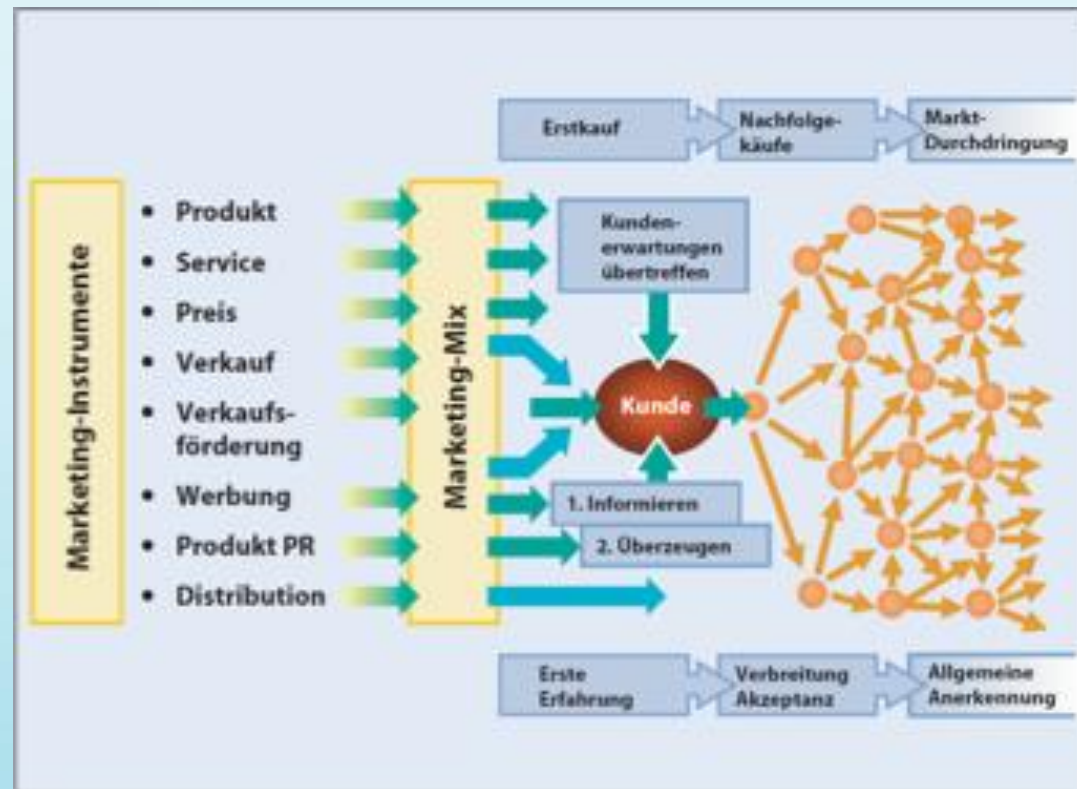 Marketing-Instrumente
• Produkt
• Service
• Preis
• Verkauf
• Verkaufs-
förderung
• Werbung
• Produkt PR
• Distribution
Marketing-Mix
Erstkauf
Nachfolge-
käufe
Markt-
Durchdringung
Kunden-
erwartungen
übertreffen
Kunde
1. Informieren
2. Überzeugen
Erste
Erfahrung
Verbreitung
Akzeptanz
Allgemeine
Anerkennung